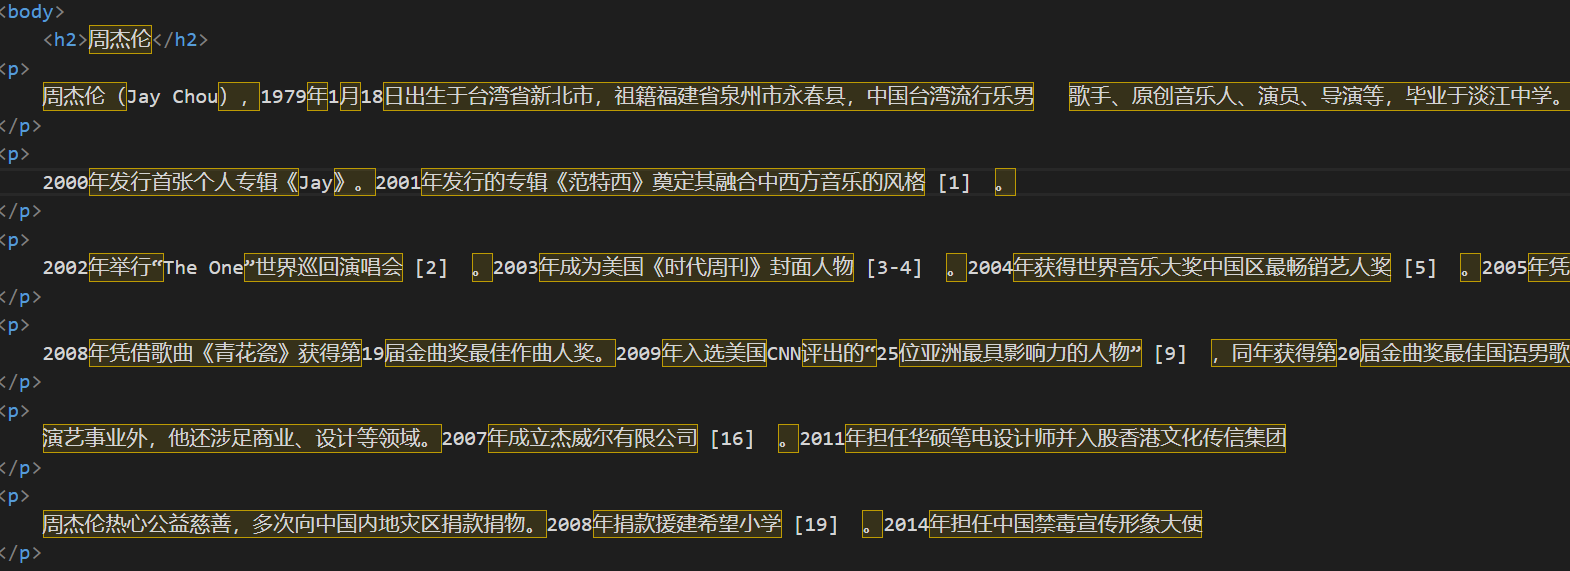 <body>
<h2>周杰伦</h2>
<p>
周杰伦（Jay Chou），1979年1月18日出生于台湾省新北市，祖籍福建省泉州市永春县，中国台湾流行乐男 歌手、原创音乐人、演员、导演等，毕业于淡江中学。
</p>
<p>
2000年发行首张个人专辑《Jay》。2001年发行的专辑《范特西》奠定其融合中西方音乐的风格 [1] 。
</p>
<p>
2002年举行“The One”世界巡回演唱会 [2] 。2003年成为美国《时代周刊》封面人物 [3-4] 。2004年获得世界音乐大奖中国区最畅销艺人奖 [5] 。2005年凭
</p>
<p>
2008年凭借歌曲《青花瓷》获得第19届金曲奖最佳作曲人奖。2009年入选美国CNN评出的“25位亚洲最具影响力的人物” [9] ，同年获得第20届金曲奖最佳国语男歌
</p>
<p>
演艺事业外，他还涉足商业、设计等领域。2007年成立杰威尔有限公司 [16] 。2011年担任华硕笔电设计师并入股香港文化传信集团
</p>
<p>
周杰伦热心公益慈善，多次向中国内地灾区捐款捐物。2008年捐款援建希望小学 [19] 。2014年担任中国禁毒宣传形象大使
</p>